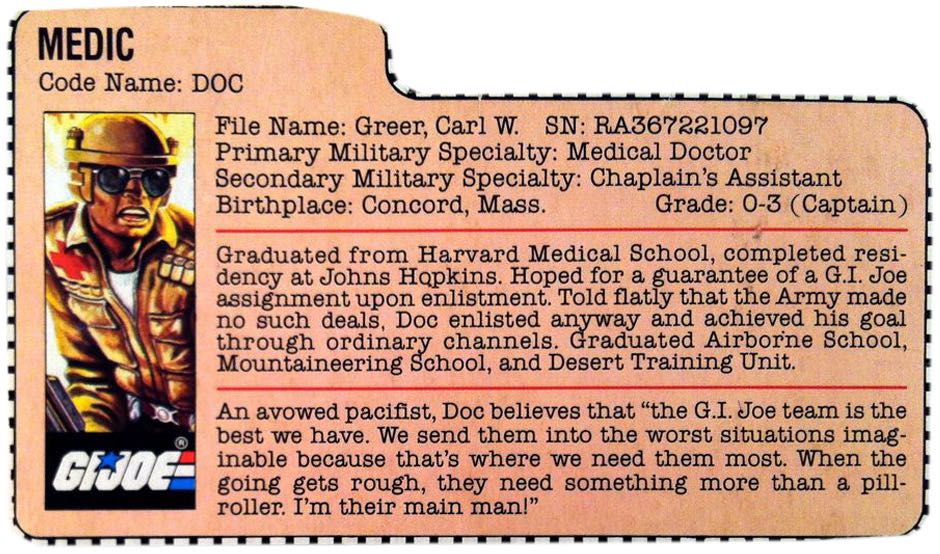 MEDIC
Code Name: DOC
File Name: Greer, Carl W. SN: RA367221097
Primary Military Specialty: Medical Doctor
Secondary Military Specialty: Chaplain's Assistant
Birthplace: Concord, Mass. Grade: O-3 (Captain)
Graduated from Harvard Medical School, completed resi-
dency at Johns Hopkins. Hoped for a guarantee of a G.I. Joe
assignment upon enlistment. Told flatly that the Army made
no such deals, Doc enlisted anyway and achieved his goal
through ordinary channels. Graduated Airborne School,
Mountaineering School, and Desert Training Unit.
An avowed pacifist, Doc believes that "the G.I. Joe team is the
best we have. We send them into the worst situations imag-
inable because that's where we need them most. When the
going gets rough, they need something more than a pill-
roller. I'm their main man!"
GI JOE ®